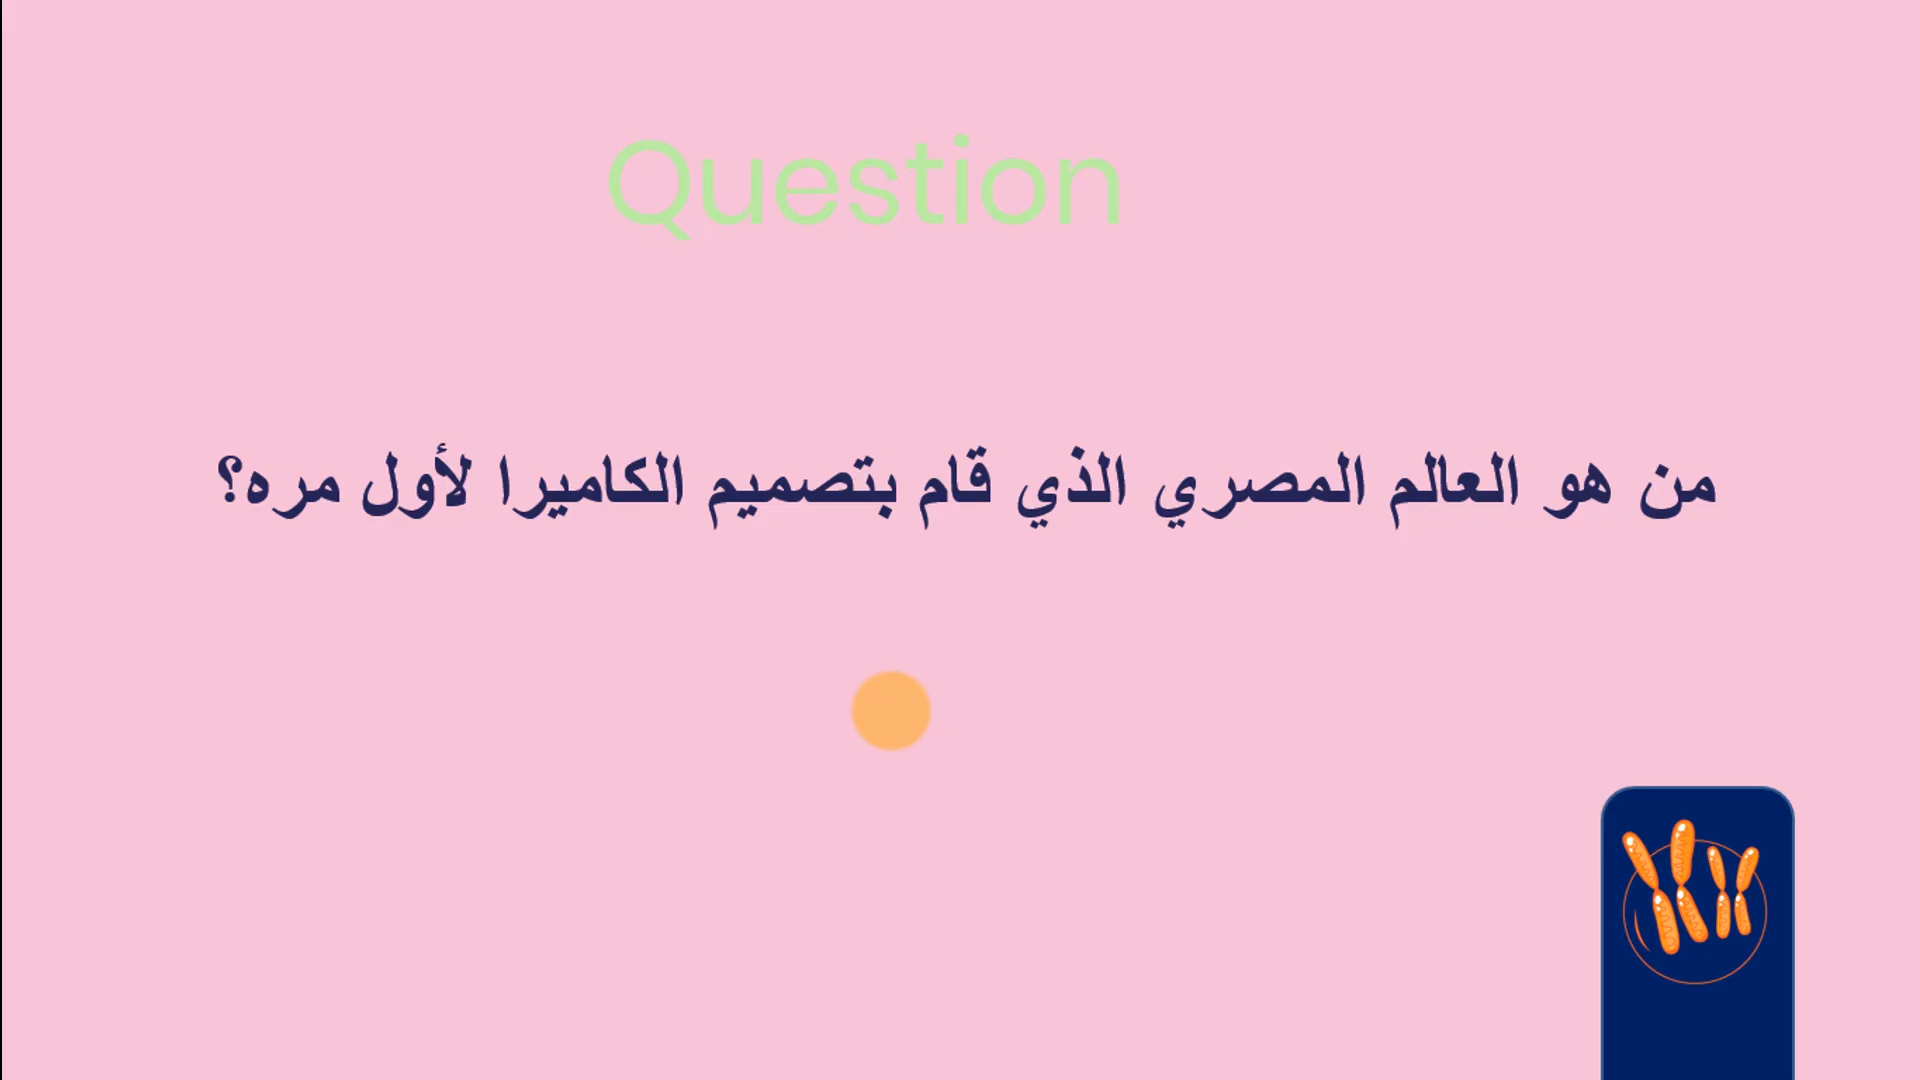 Question
من هو العالم المصري الذي قام بتصميم الكاميرا لأول مره؟